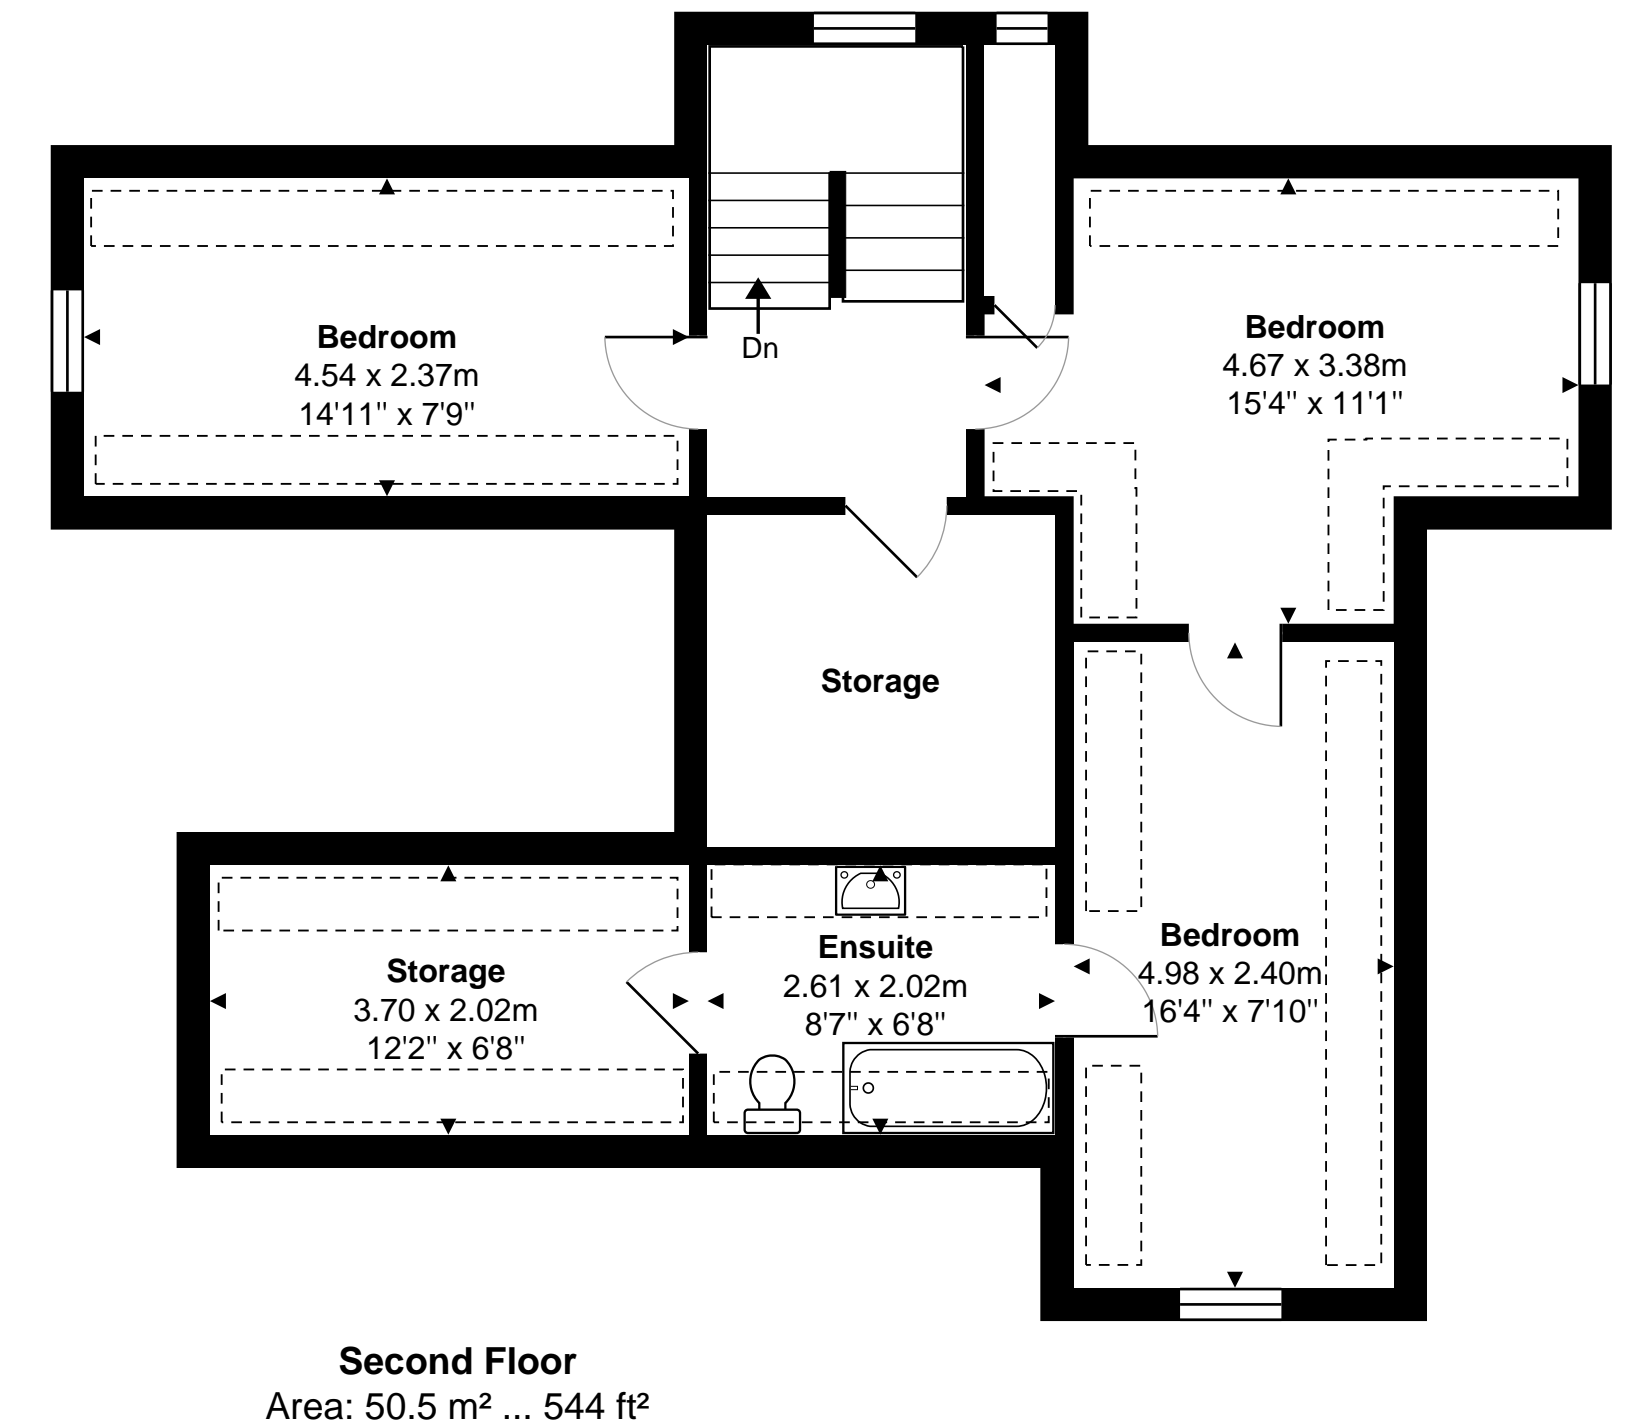 Dn
Bedroom
4.54 x 2.37m
14'11" x 7'9"
Bedroom
4.67 x 3.38m
15'4" x 11'1"
Storage
Storage
3.70 x 2.02m
12'2" x 6'8"
Ensuite
2.61 x 2.02m
8'7" x 6'8"
Bedroom
4.98 x 2.40m
16'4" x 7'10"
Second Floor
Area: 50.5 m² ... 544 ft²